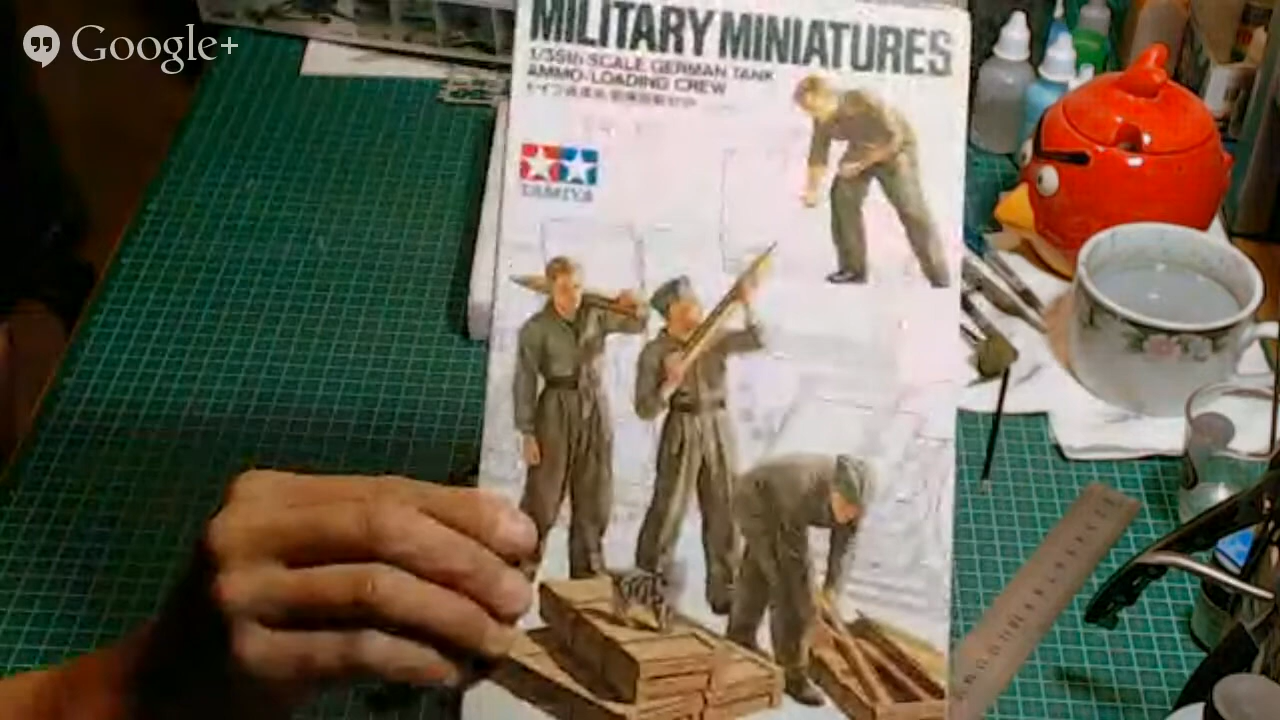 Google+
MILITARY MINIATURES
1/35th SCALE GERMAN TANK
AMMO-LOADING CREW
TAMIYA